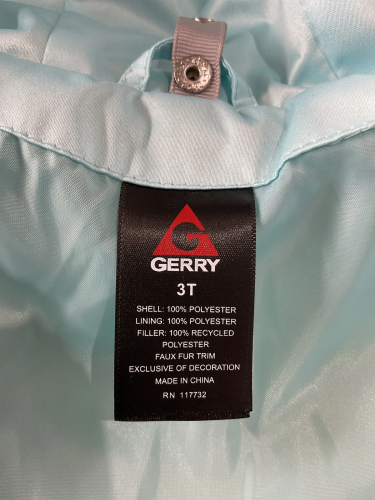 GERRY
3T
SHELL: 100% POLYESTER
LINING: 100% POLYESTER
FILLER: 100% RECYCLED
POLYESTER
FAUX FUR TRIM
EXCLUSIVE OF DECORATION
MADE IN CHINA
RN 117732